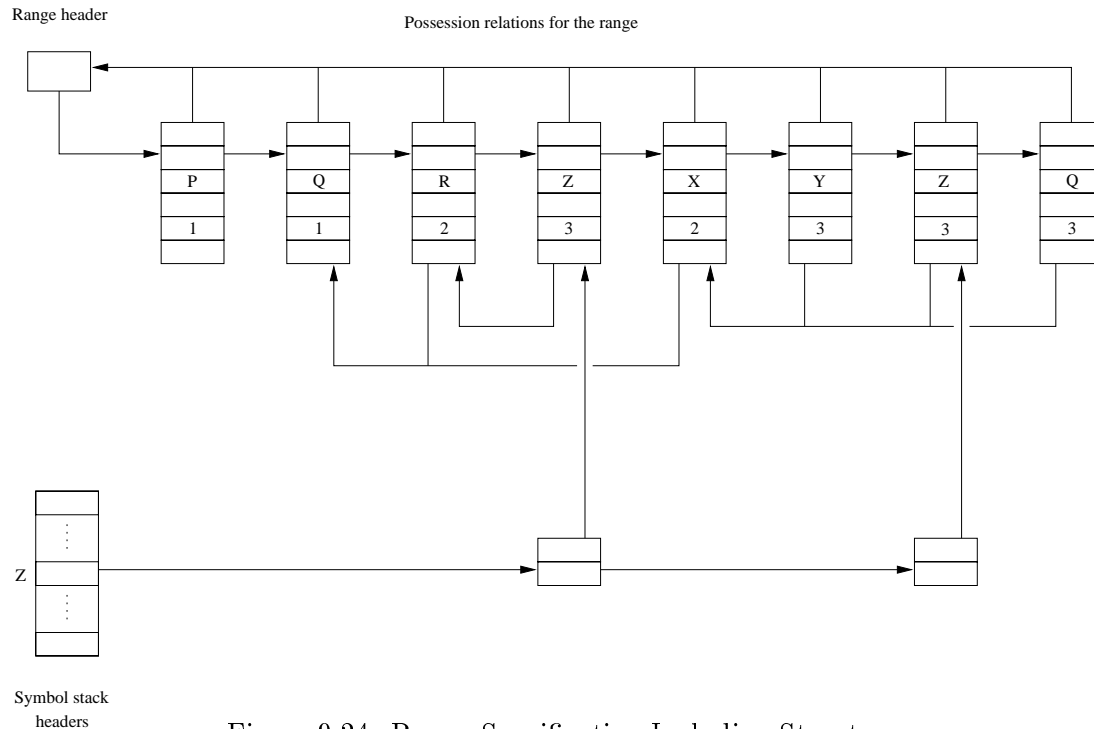 Range header
Possession relations for the range
P Q R Z X Y Z Q
1 1 2 3 2 3 3 3
Z
Symbol stack
headers